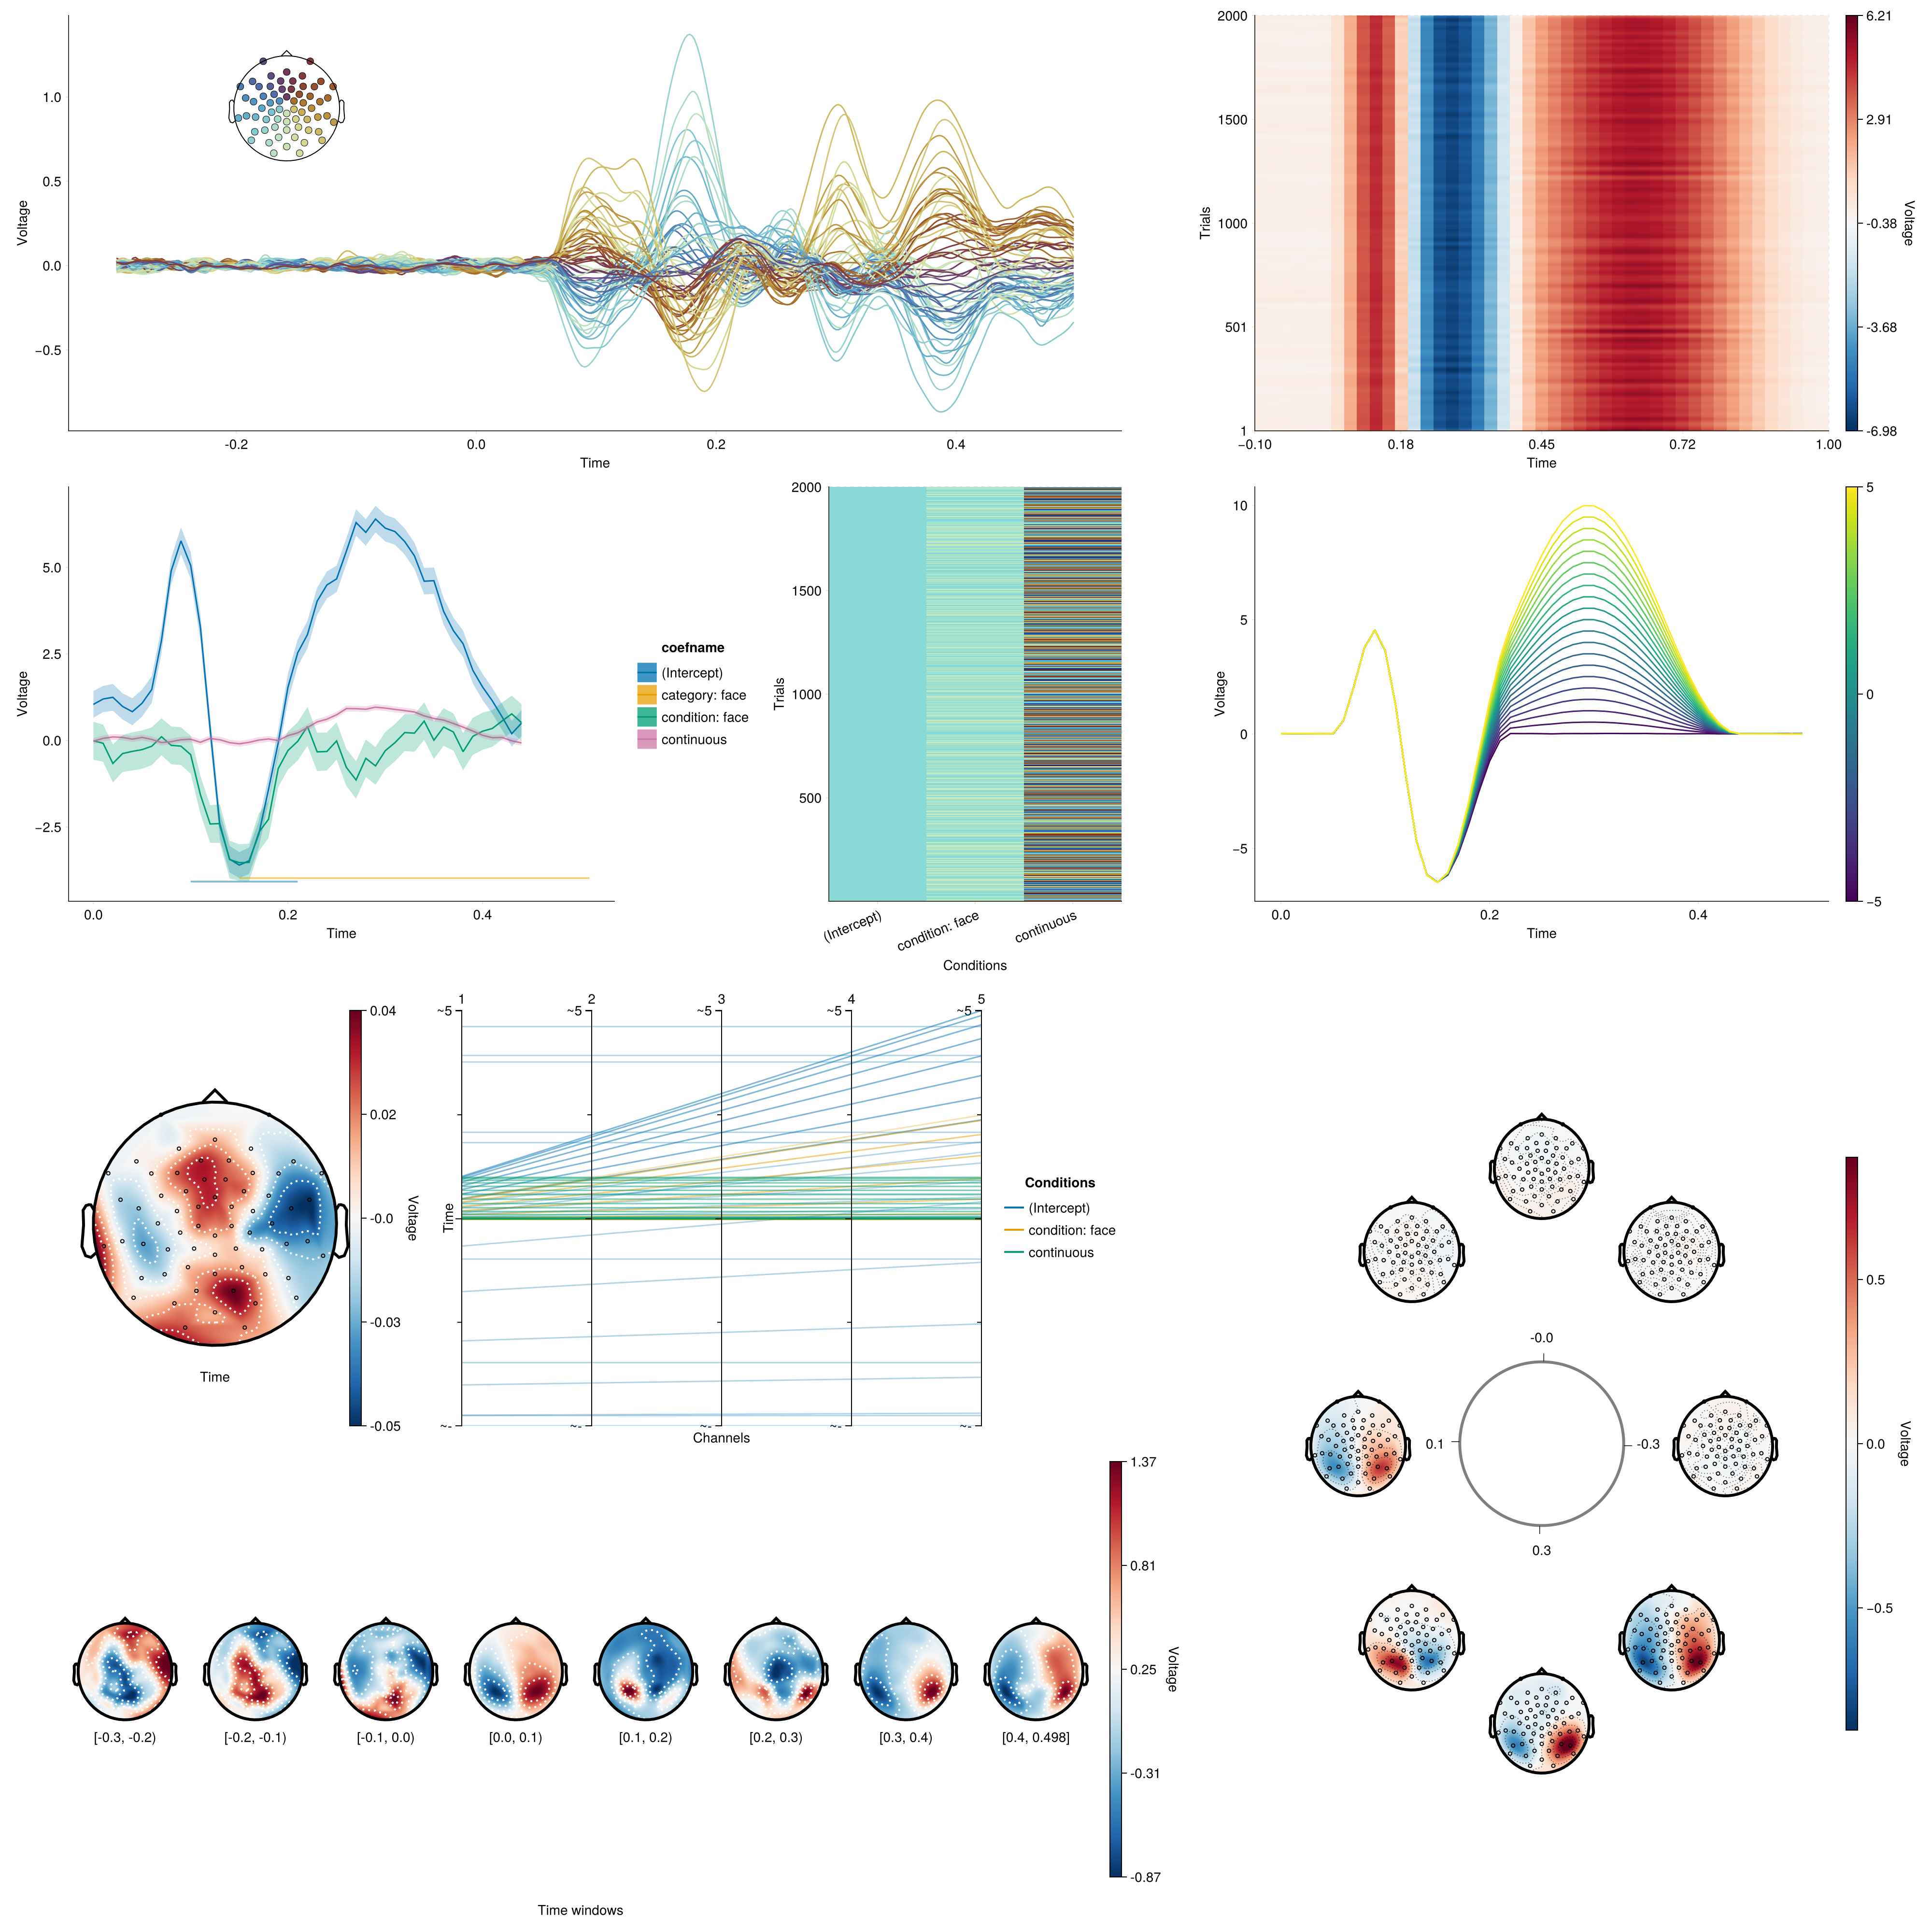 1.0
0.5
0.0
−0.5
Voltage
-0.2
0.0
0.2
0.4
Time
2000
1500
1000
501
1
Trials
−0.10
0.18
0.45
0.72
1.00
Time
6.21
2.91
-0.38
-3.68
-6.98
Voltage
5.0
2.5
0.0
−2.5
Voltage
0.0
0.2
0.4
Time
coefname
(Intercept)
category: face
condition: face
continuous
2000
1500
1000
500
Trials
(Intercept)
condition: face
continuous
Conditions
10
5
0
−5
Voltage
0.0
0.2
0.4
Time
5
0
−5
Time
0.04
0.02
-0.0
-0.03
-0.05
Voltage
1
2
3
4
5
~5
~5
~5
~5
~5
Time
~-
~-
~-
~-
~-
Channels
Conditions
(Intercept)
condition: face
continuous
-0.0
0.1
-0.3
0.3
0.5
0.0
−0.5
Voltage
[-0.3, -0.2)
[-0.2, -0.1)
[-0.1, 0.0)
[0.0, 0.1)
[0.1, 0.2)
[0.2, 0.3)
[0.3, 0.4)
[0.4, 0.498]
Time windows
1.37
0.81
0.25
-0.31
-0.87
Voltage